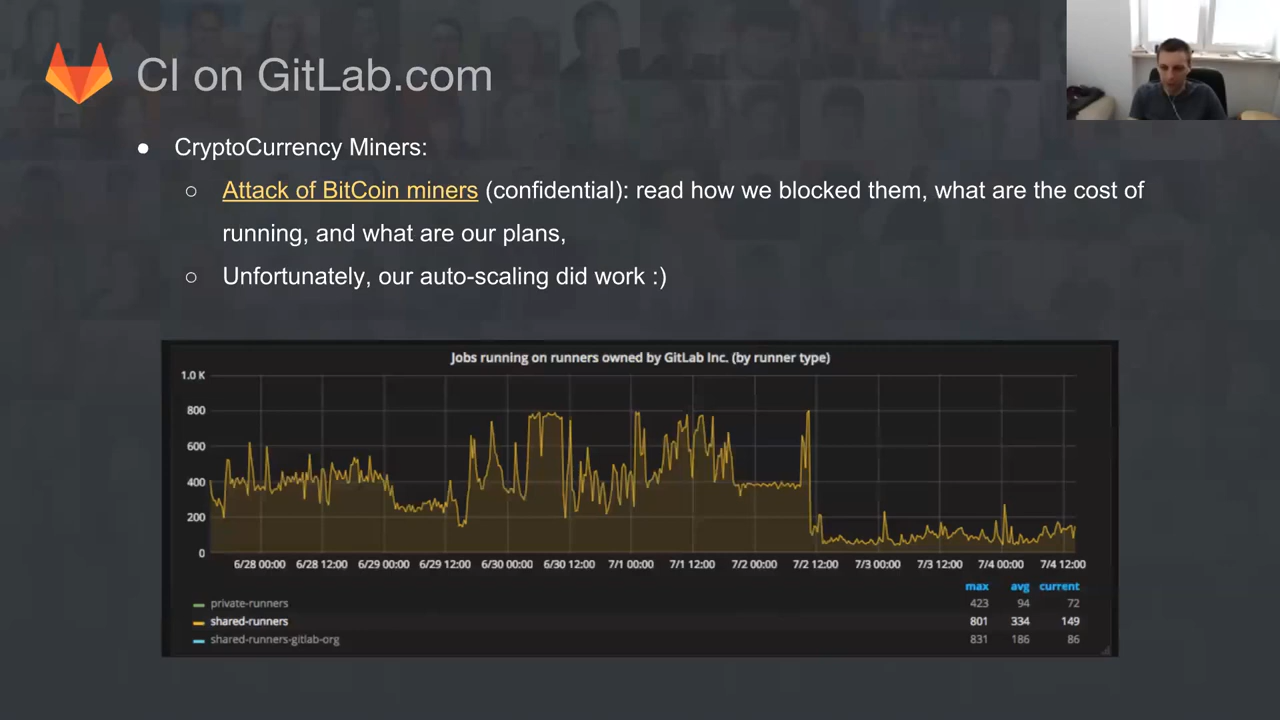 CI on GitLab.com
● CryptoCurrency Miners:
○ Attack of BitCoin miners (confidential): read how we blocked them, what are the cost of
running, and what are our plans,
○ Unfortunately, our auto-scaling did work :)
Jobs running on runners owned by GitLab Inc. (by runner type)
1.0 K
800
600
400
200
0
6/28 00:00 6/28 12:00 6/29 00:00 6/29 12:00 6/30 00:00 6/30 12:00 7/1 00:00 7/1 12:00 7/2 00:00 7/2 12:00 7/3 00:00 7/3 12:00 7/4 00:00 7/4 12:00
max avg current
private-runners 423 94 72
shared-runners 801 334 149
shared-runners-gitlab-org 831 186 86